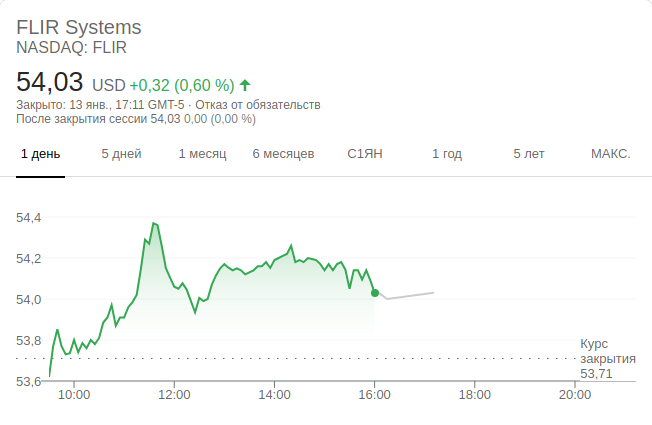 FLIR Systems
NASDAQ: FLIR
54,03 USD +0,32 (0,60 %)
Закрыто: 13 янв., 17:11 GMT-5 · Отказ от обязательств
После закрытия сессии 54,03 0,00 (0,00 %)
1 день 5 дней 1 месяц 6 месяцев С1ЯН 1 год 5 лет МАКС.
54,4
54,2
54,0
53,8
Курс
закрытия
53,71
53,6
10:00 12:00 14:00 16:00 18:00 20:00